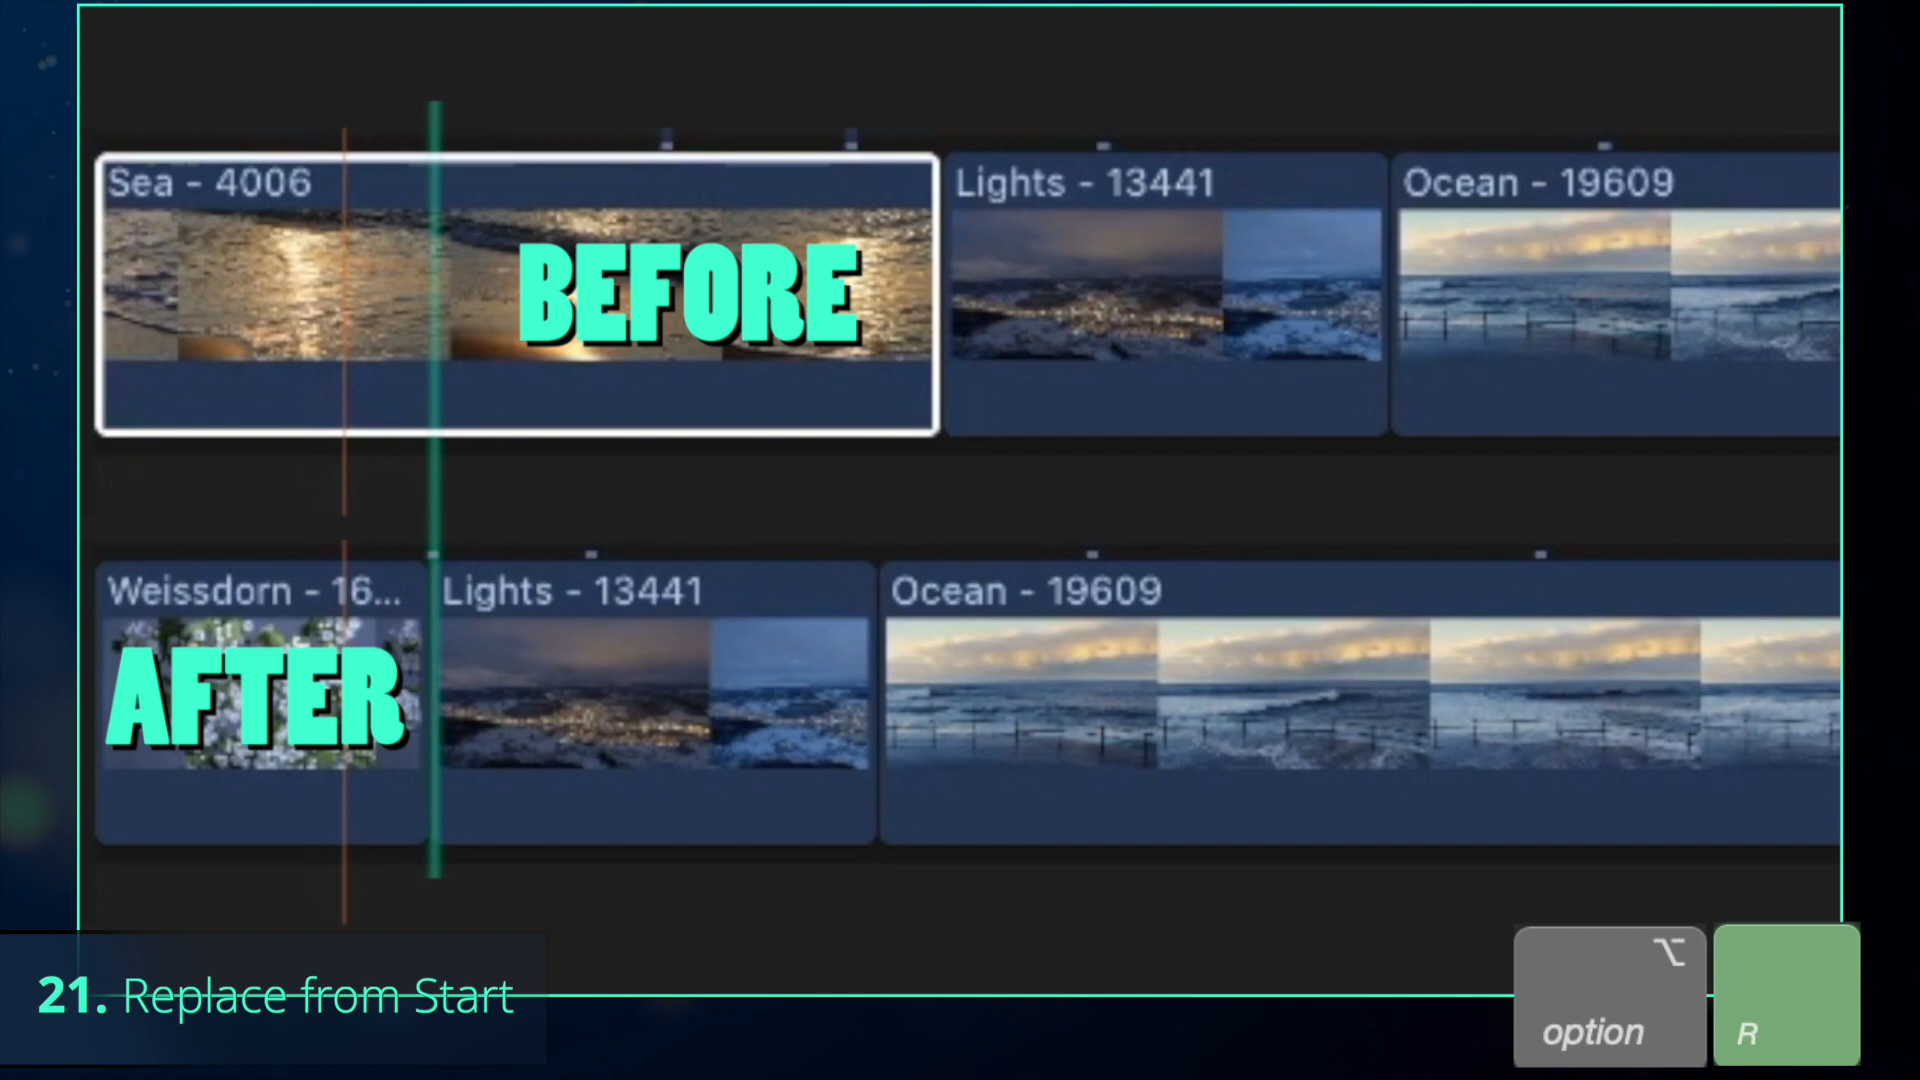 Sea - 4006
Lights - 13441
Ocean - 19609
BEFORE
Weissdorn - 16...
Lights - 13441
Ocean - 19609
AFTER
21. Replace from Start
⌥
option
R